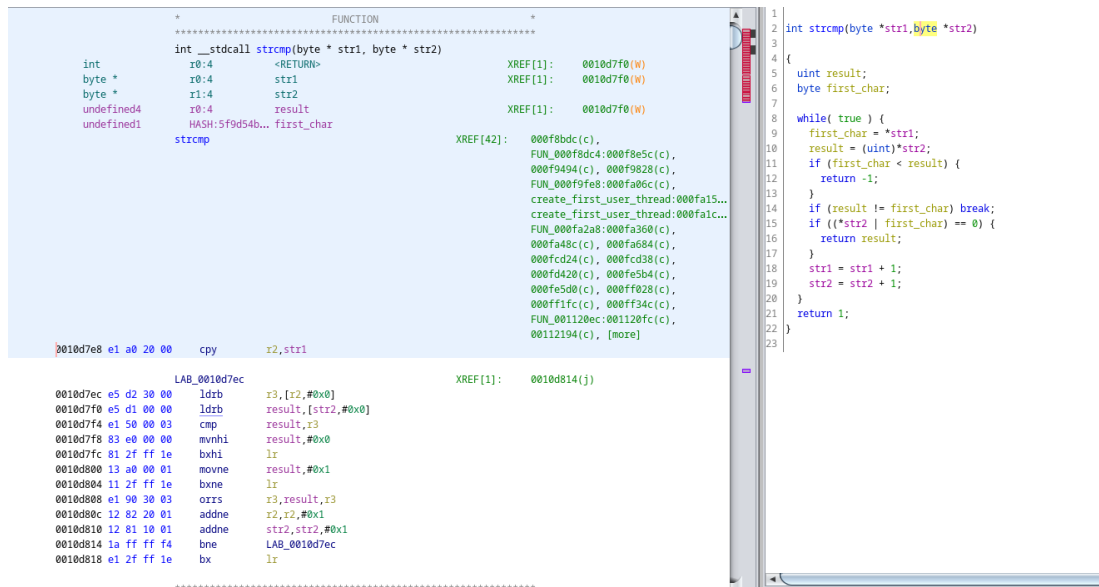 * FUNCTION *
************************************************************
int __stdcall strcmp(byte * str1, byte * str2)
int r0:4 <RETURN> XREF[1]: 0010d7f0(W)
byte * r0:4 str1
byte * r1:4 str2
undefined4 r0:4 result XREF[1]: 0010d7f0(W)
undefined1 HASH:5f9d54b... first_char
strcmp XREF[42]: 000f8bdc(c),
FUN_000f8dc4:000f8e5c(c),
000f9494(c), 000f9828(c),
FUN_000f9fe8:000fa06c(c),
create_first_user_thread:000fa15...
create_first_user_thread:000fa1c...
FUN_000fa2a8:000fa360(c),
000fa48c(c), 000fa684(c),
000fcd24(c), 000fcd38(c),
000fd420(c), 000fe5b4(c),
000fe5d0(c), 000ff028(c),
000ff1fc(c), 000ff34c(c),
FUN_001120ec:001120fc(c),
00112194(c), [more]
0010d7e8 e1 a0 20 00 cpy r2,str1
LAB_0010d7ec XREF[1]: 0010d814(j)
0010d7ec e5 d2 30 00 ldrb r3,[r2,#0x0]
0010d7f0 e5 d1 00 00 ldrb result,[str2,#0x0]
0010d7f4 e1 50 00 03 cmp result,r3
0010d7f8 83 e0 00 00 mvnhi result,#0x0
0010d7fc 81 2f ff 1e bxhi lr
0010d800 13 a0 00 01 movne result,#0x1
0010d804 11 2f ff 1e bxne lr
0010d808 e1 90 30 03 orrs r3,result,r3
0010d80c 12 82 20 01 addne r2,r2,#0x1
0010d810 12 81 10 01 addne str2,str2,#0x1
0010d814 1a ff ff f4 bne LAB_0010d7ec
0010d818 e1 2f ff 1e bx lr
************************************************************
1
2 int strcmp(byte *str1,byte *str2)
3
4 {
5 uint result;
6 byte first_char;
7
8 while( true ) {
9 first_char = *str1;
10 result = (uint)*str2;
11 if (first_char < result) {
12 return -1;
13 }
14 if (result != first_char) break;
15 if ((*str2 | first_char) == 0) {
16 return result;
17 }
18 str1 = str1 + 1;
19 str2 = str2 + 1;
20 }
21 return 1;
22 }
23